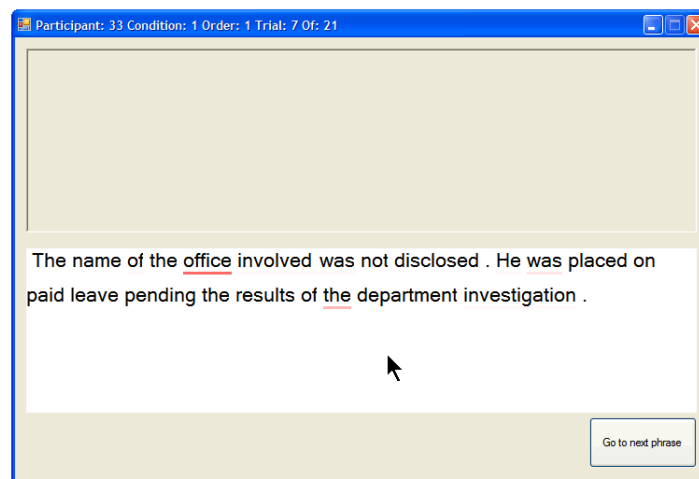 Participant: 33 Condition: 1 Order: 1 Trial: 7 Of: 21
The name of the office involved was not disclosed . He was placed on
paid leave pending the results of the department investigation .
Go to next phrase